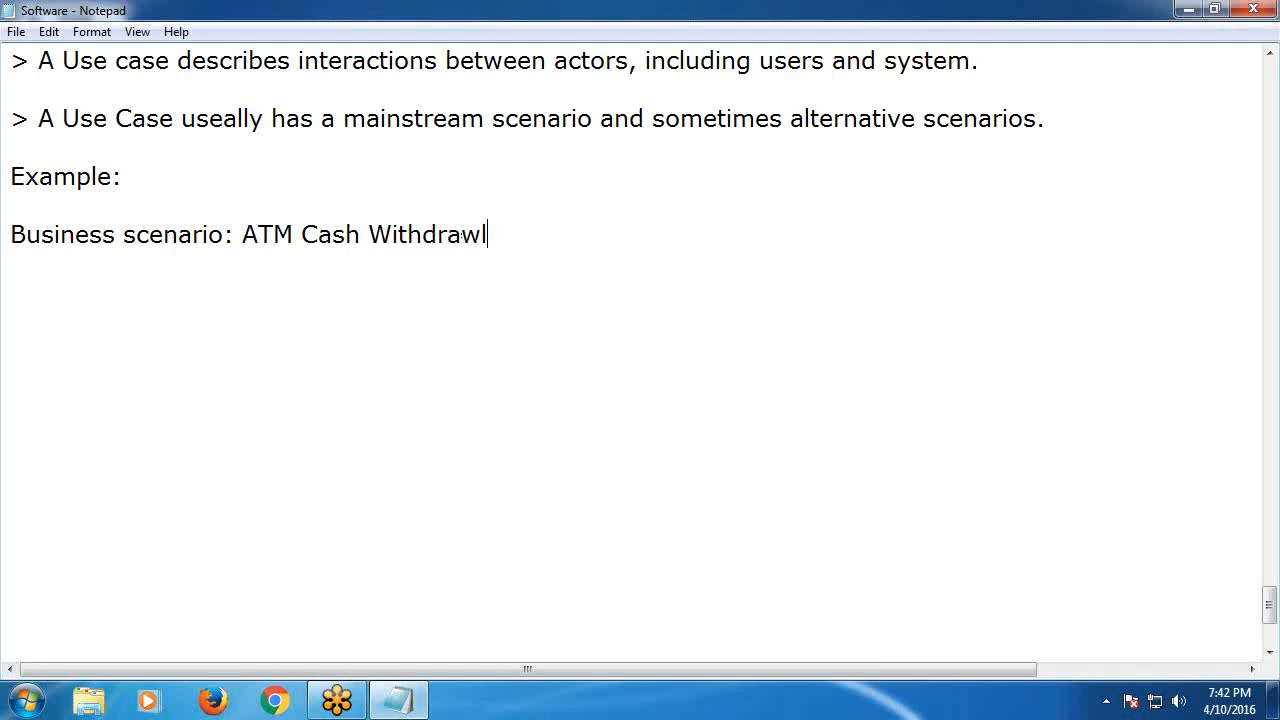 Software - Notepad
File Edit Format View Help
> A Use case describes interactions between actors, including users and system.
> A Use Case useally has a mainstream scenario and sometimes alternative scenarios.
Example:
Business scenario: ATM Cash Withdrawl
7:42 PM
4/10/2016